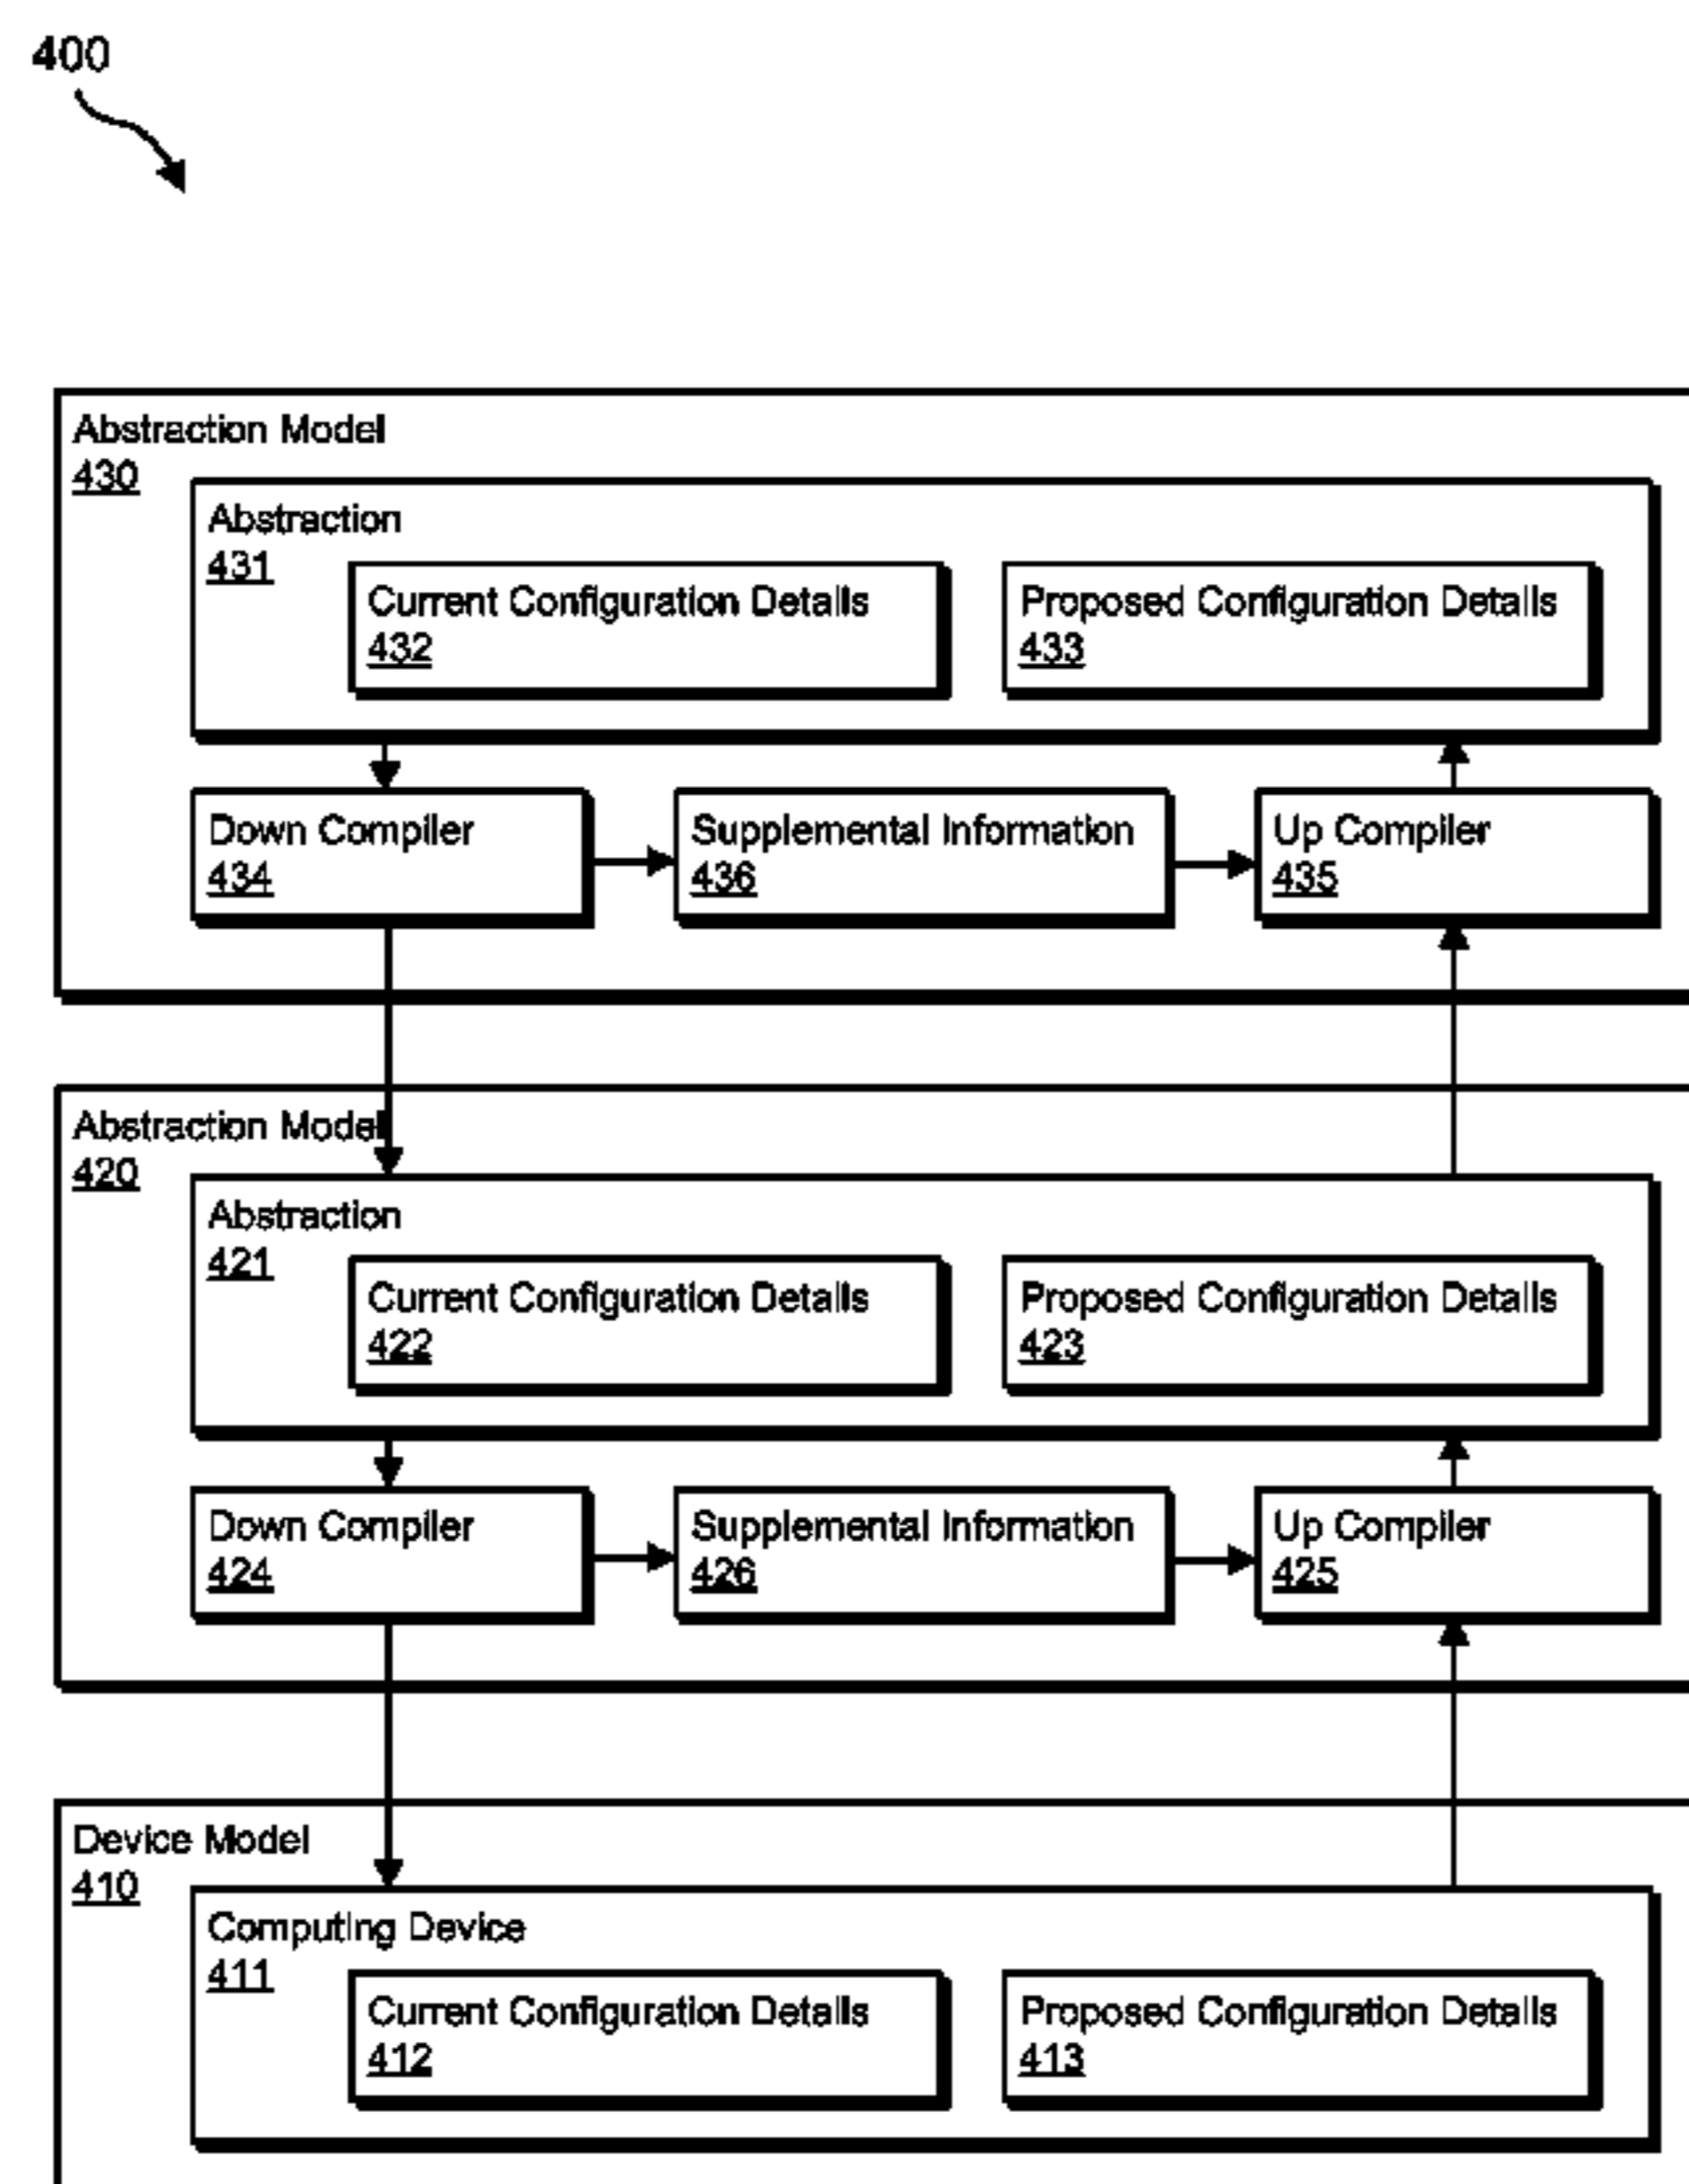 400
Abstraction Model
430
Abstraction
431
Current Configuration Details
432
Proposed Configuration Details
433
Down Compiler
434
Supplemental Information
436
Up Compiler
435
Abstraction Model
420
Abstraction
421
Current Configuration Details
422
Proposed Configuration Details
423
Down Compiler
424
Supplemental Information
426
Up Compiler
425
Device Model
410
Computing Device
411
Current Configuration Details
412
Proposed Configuration Details
413